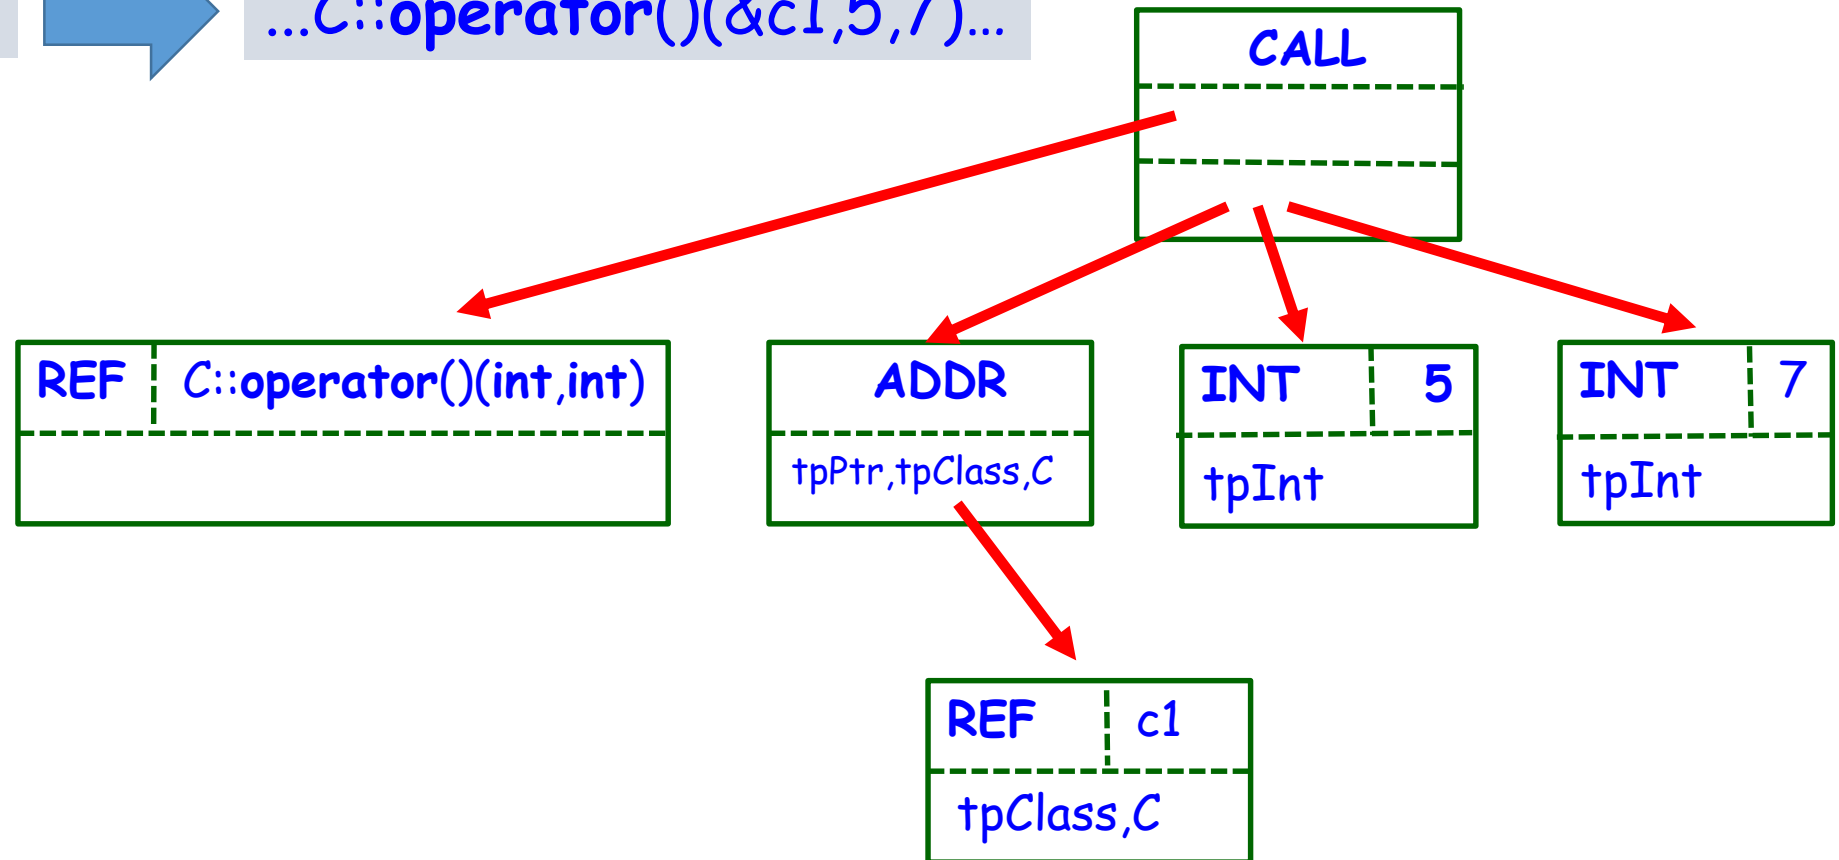 ...C::operator()(&c1,5,7)...
CALL
REF C::operator()(int,int)
ADDR
tpPtr,tpClass,C
INT 5
tpInt
INT 7
tpInt
REF c1
tpClass,C